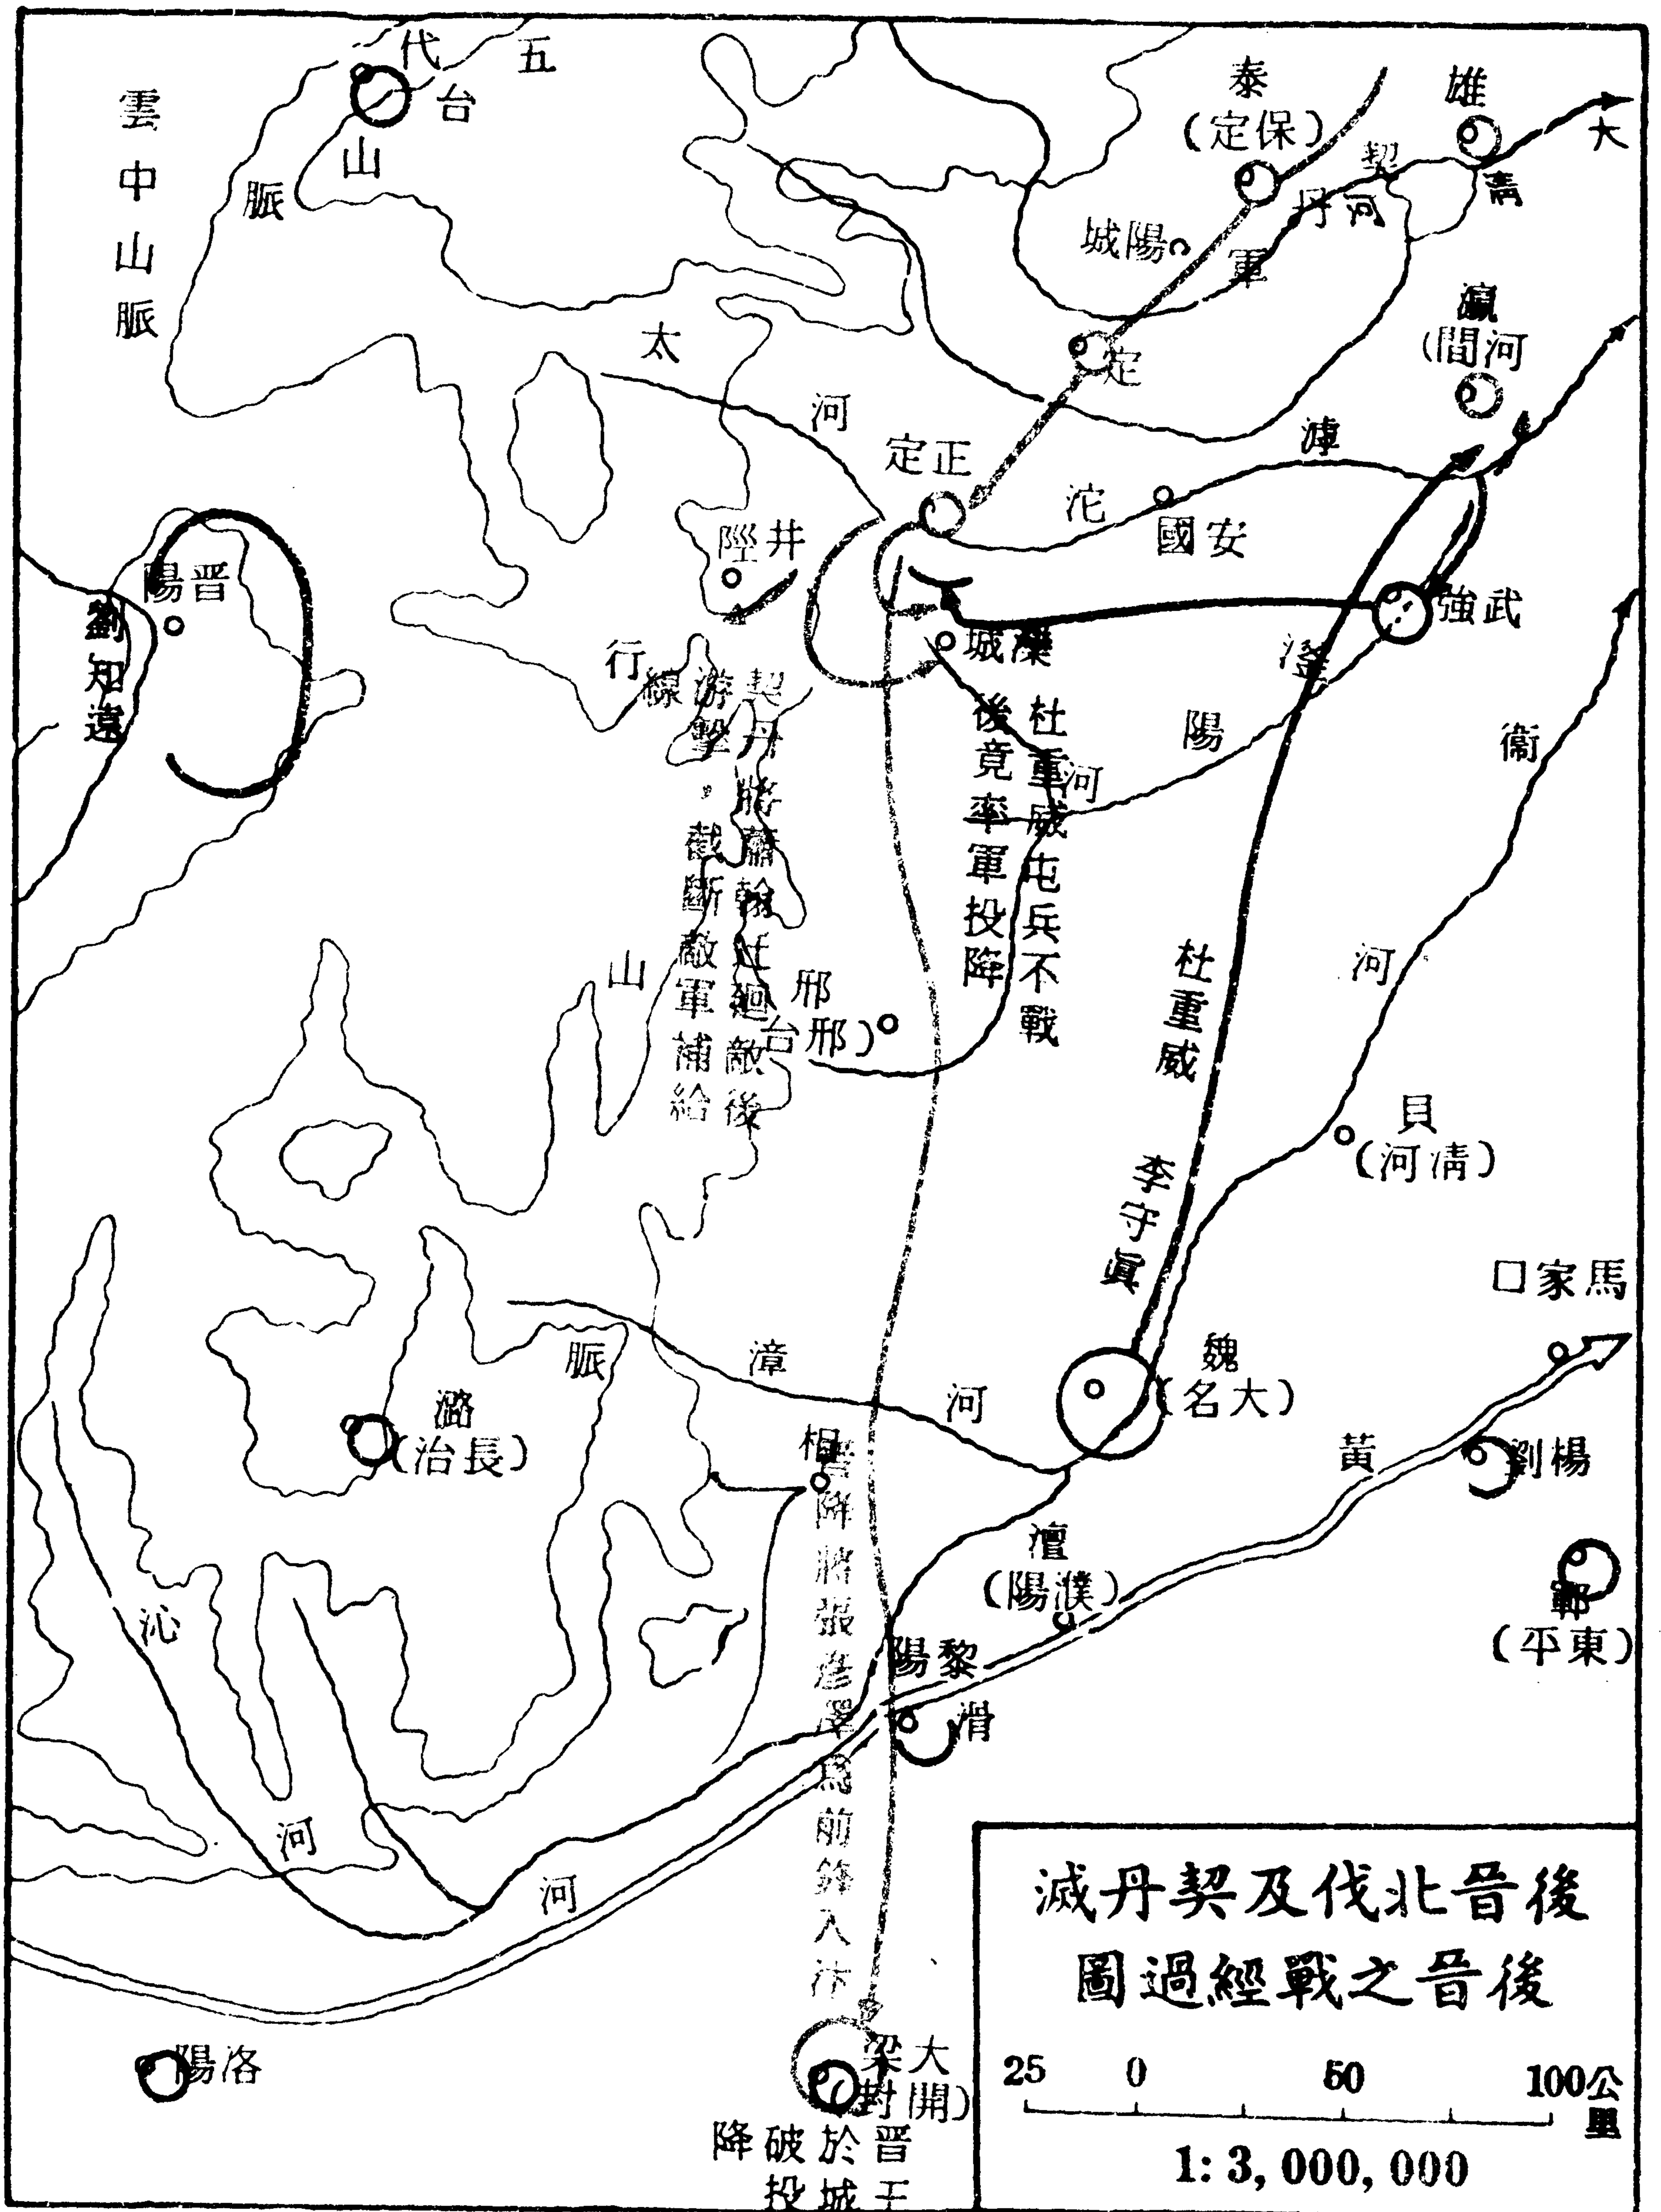 後晉北伐及契丹滅
後晉之戰經過圖
25 0 50 100公里
1: 3,000,000
五
台
山
脈
代
雲中山脈
泰
(保定)
雄
大
清
河
契丹軍
陽城
瀛
(河間)
定
太
行
山
脈
滹
沱
河
正定
安國
井陘
晉陽
劉知遠
武強
欒城
滏
陽
河
衞
河
契丹將蕭翰迂迴敵後
游擊,截斷敵軍補給
線
杜重威屯兵不戰
後竟率軍投降
杜重威
李守眞
邢
(邢台)
貝
(清河)
馬家口
魏
(大名)
漳
河
潞
(長治)
相
晋降將張彥澤爲前鋒入汴
黃
河
楊劉
鄆
(東平)
澶
(濮陽)
黎陽
滑
沁
河
洛陽
大梁
(開封)
晋王於城破投降